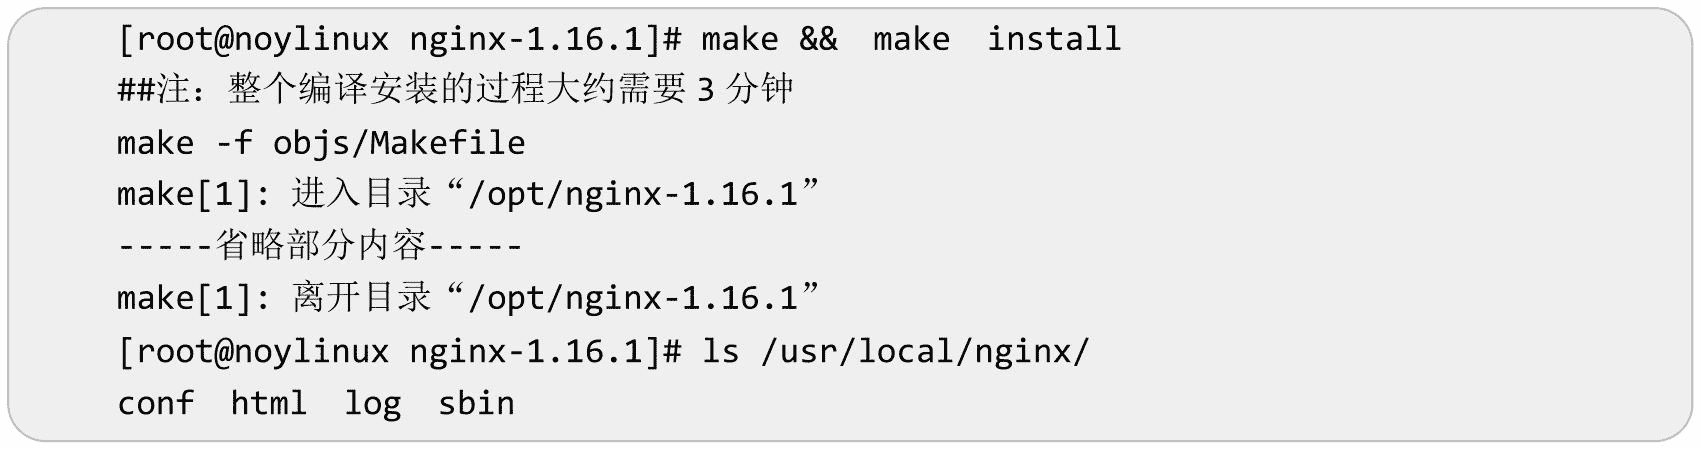 [root@noylinux nginx-1.16.1]# make &&  make  install
##注：整个编译安装的过程大约需要 3 分钟
make -f objs/Makefile
make[1]: 进入目录“/opt/nginx-1.16.1”
-----省略部分内容-----
make[1]: 离开目录“/opt/nginx-1.16.1”
[root@noylinux nginx-1.16.1]# ls /usr/local/nginx/
conf  html  log  sbin